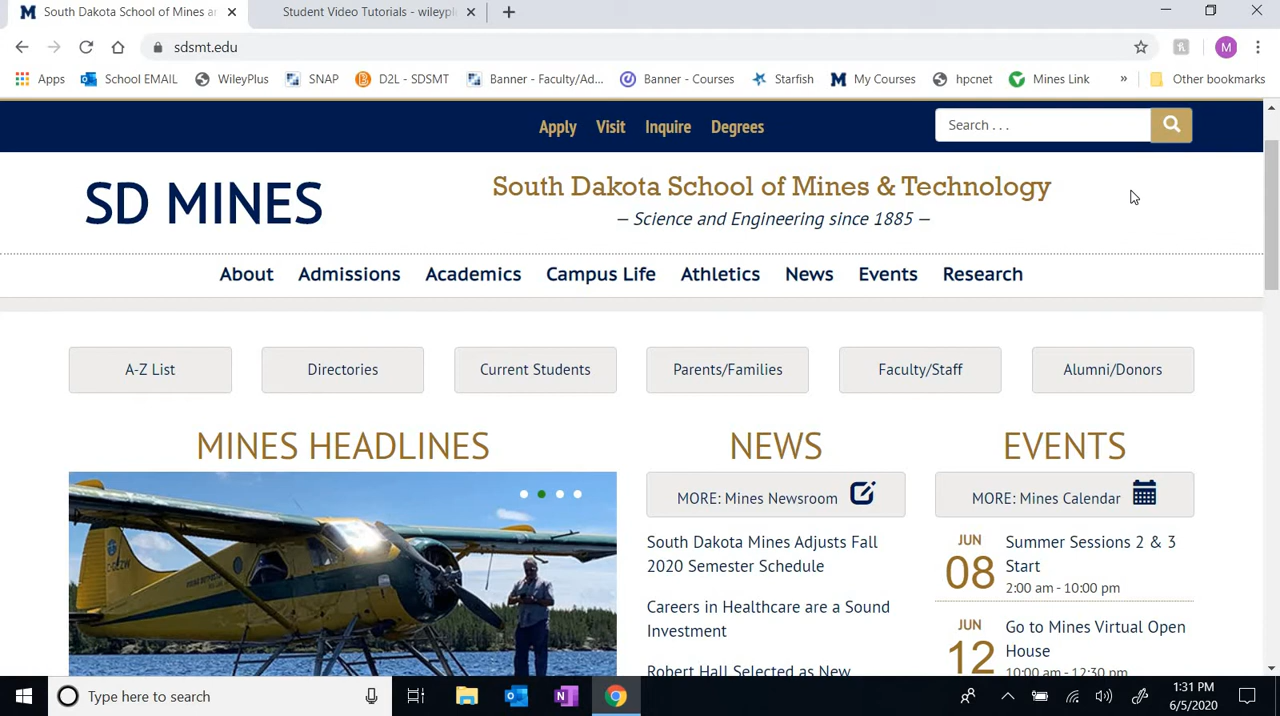 South Dakota School of Mines a
Student Video Tutorials - wileypl
sdsmt.edu
M
Apps
School EMAIL
WileyPlus
SNAP
D2L - SDSMT
Banner - Faculty/Ad...
Banner - Courses
Starfish
My Courses
hpcnet
Mines Link
»
Other bookmarks
Apply
Visit
Inquire
Degrees
Search . . .
SD MINES
South Dakota School of Mines & Technology
— Science and Engineering since 1885 —
About
Admissions
Academics
Campus Life
Athletics
News
Events
Research
A-Z List
Directories
Current Students
Parents/Families
Faculty/Staff
Alumni/Donors
MINES HEADLINES
NEWS
MORE: Mines Newsroom
South Dakota Mines Adjusts Fall
2020 Semester Schedule
Careers in Healthcare are a Sound
Investment
Robert Hall Selected as New
EVENTS
MORE: Mines Calendar
JUN
08
Summer Sessions 2 & 3
Start
2:00 am - 10:00 pm
JUN
12
Go to Mines Virtual Open
House
10:00 am - 12:30 pm
Type here to search
1:31 PM
6/5/2020